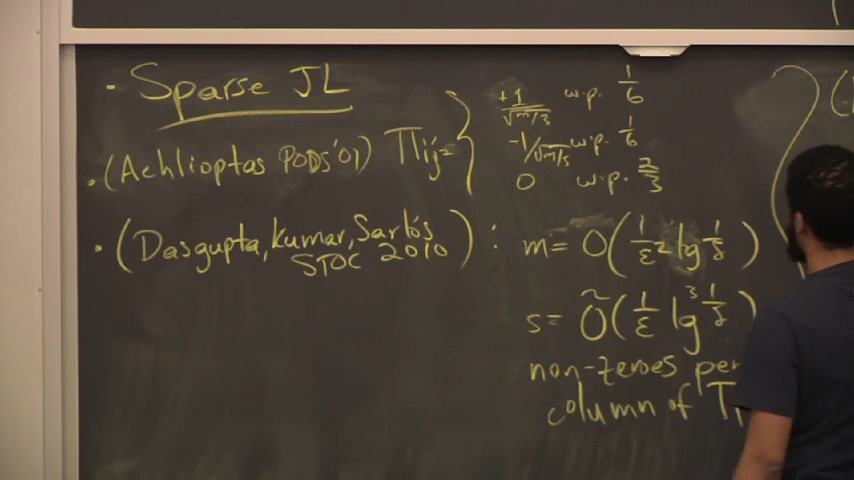 · Sparse JL
· (Achlioptas PODS'01) Πij = {
+1/√m/3 w.p. 1/6
-1/√m/3 w.p. 1/6
0 w.p. 2/3
· (Dasgupta, Kumar, Sarlós
STOC 2010) : m = O(1/ε² lg 1/δ)
s = Õ(1/ε lg³ 1/δ)
non-zeroes per
column of Π